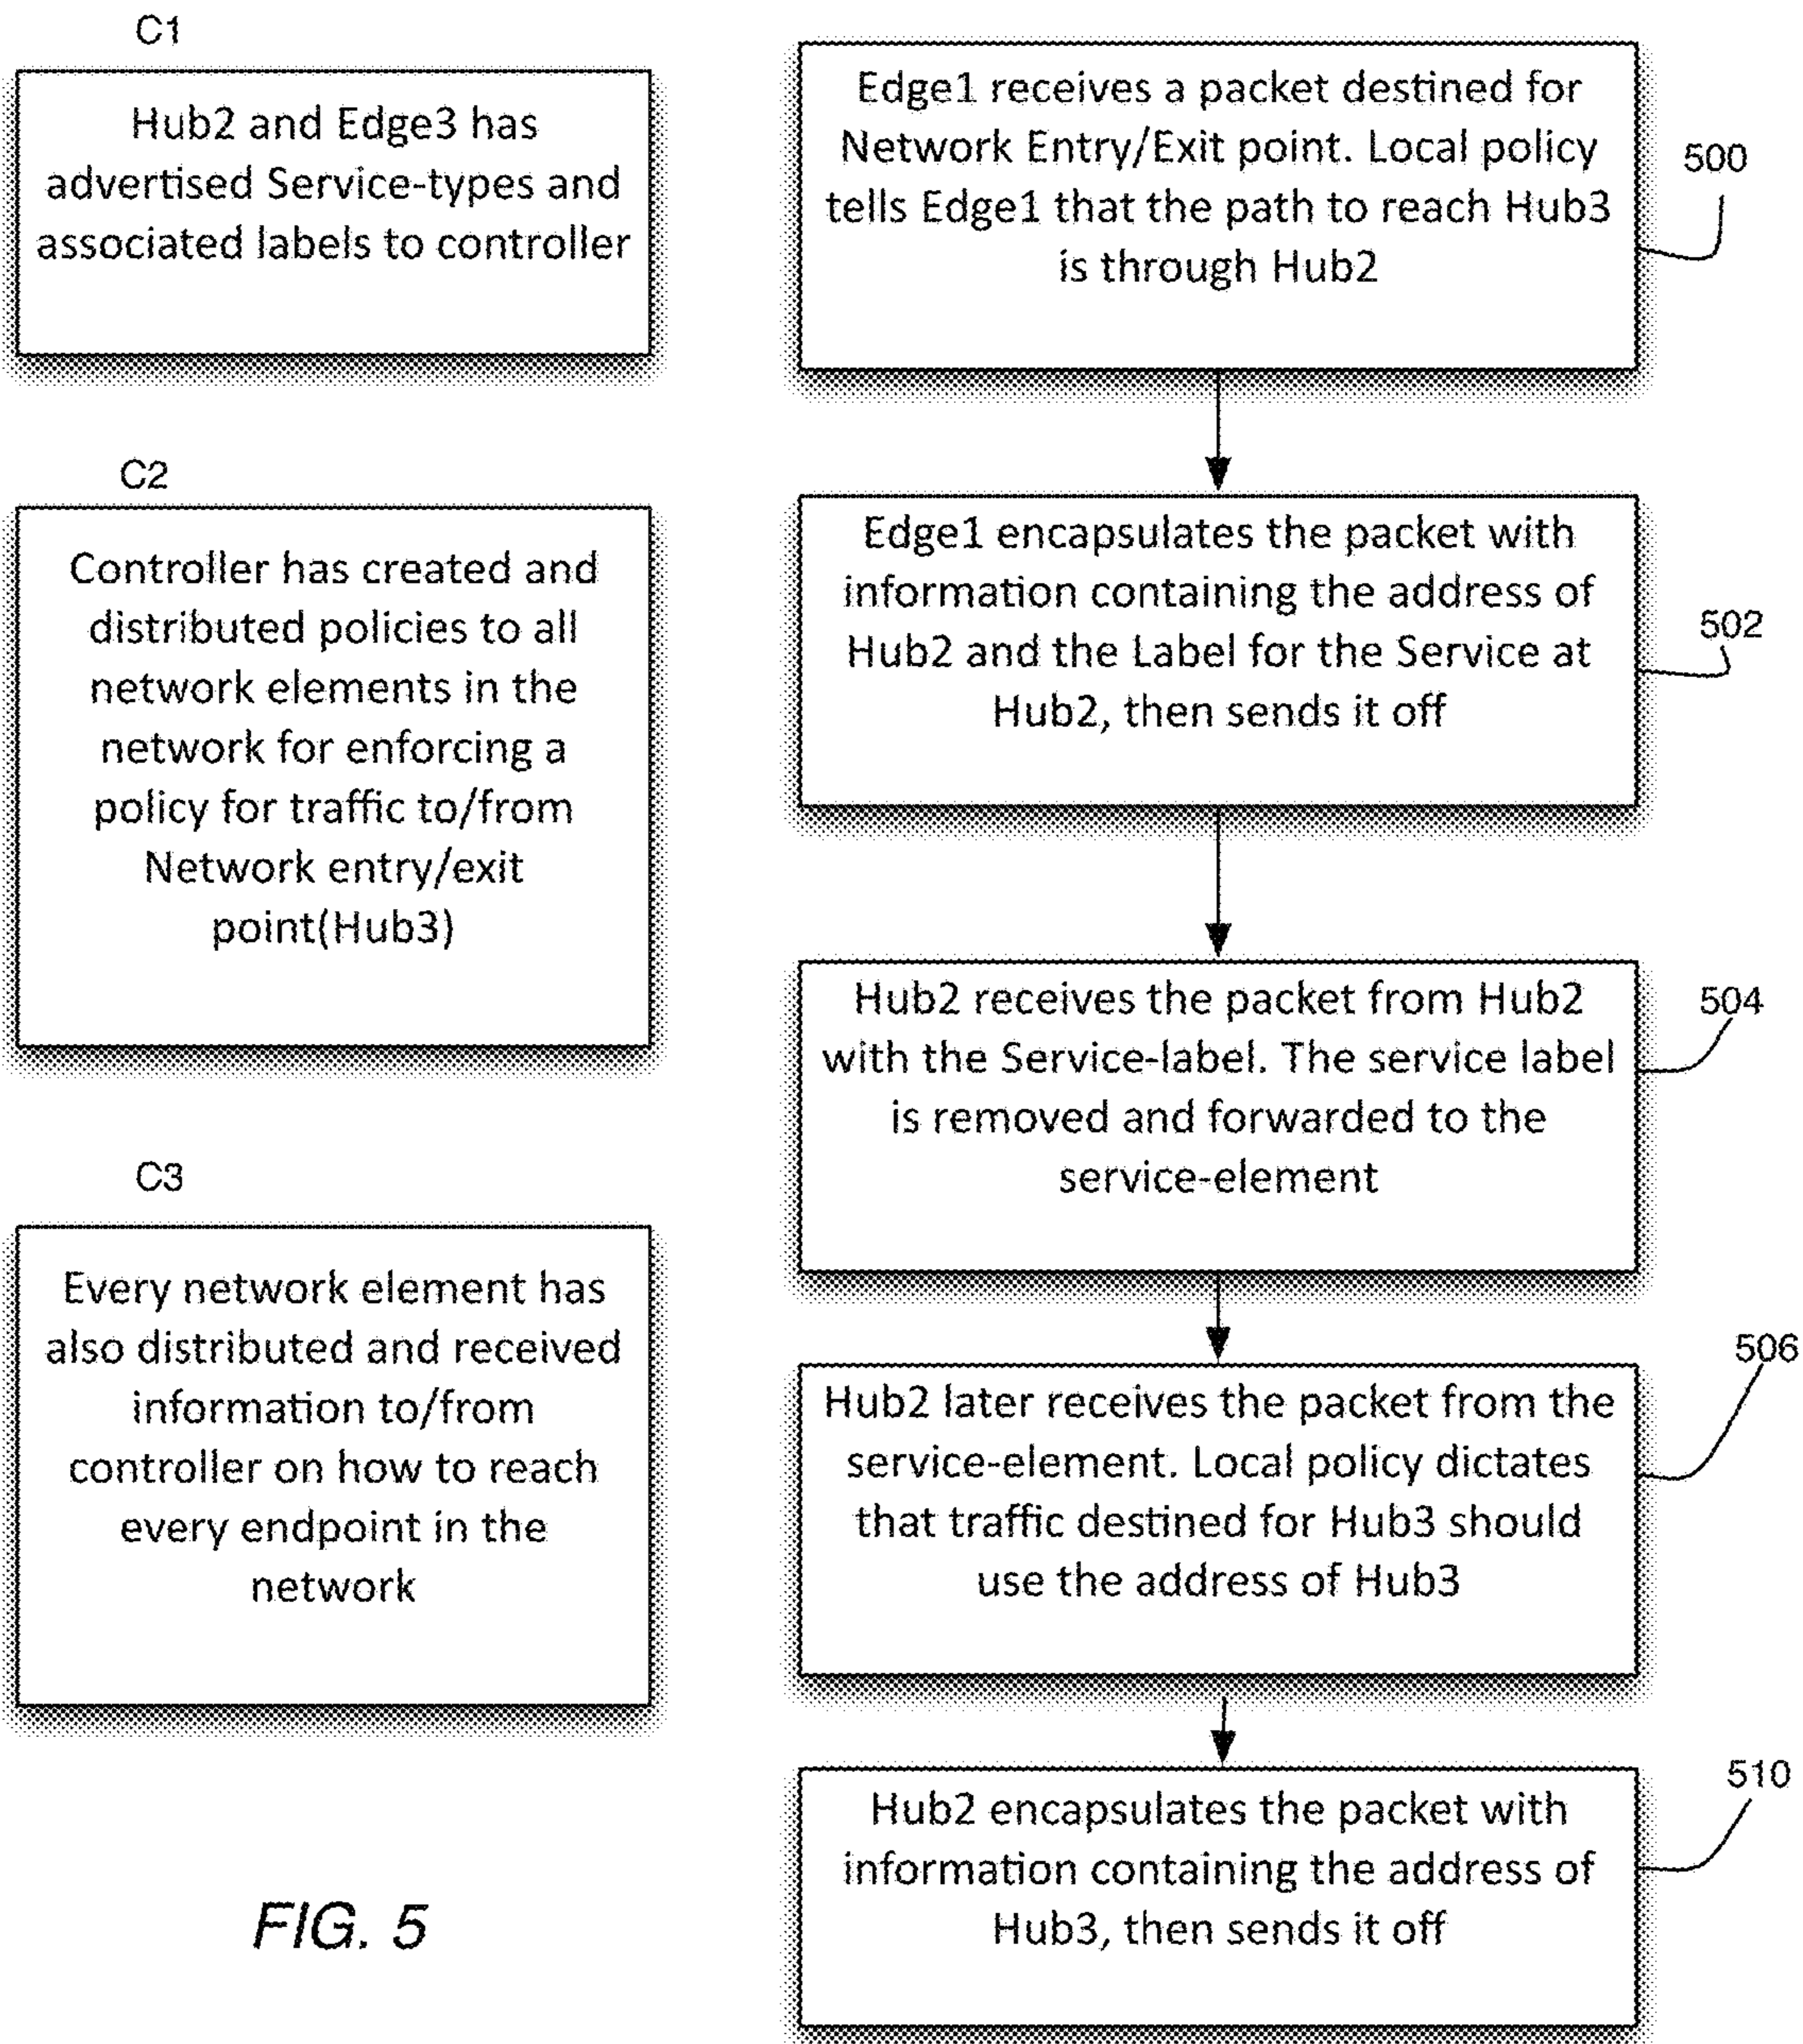 C1
Hub2 and Edge3 has
advertised Service-types and
associated labels to controller
C2
Controller has created and
distributed policies to all
network elements in the
network for enforcing a
policy for traffic to/from
Network entry/exit
point(Hub3)
C3
Every network element has
also distributed and received
information to/from
controller on how to reach
every endpoint in the
network
Edge1 receives a packet destined for
Network Entry/Exit point. Local policy
tells Edge1 that the path to reach Hub3
is through Hub2
500
Edge1 encapsulates the packet with
information containing the address of
Hub2 and the Label for the Service at
Hub2, then sends it off
502
Hub2 receives the packet from Hub2
with the Service-label. The service label
is removed and forwarded to the
service-element
504
Hub2 later receives the packet from the
service-element. Local policy dictates
that traffic destined for Hub3 should
use the address of Hub3
506
Hub2 encapsulates the packet with
information containing the address of
Hub3, then sends it off
510
FIG. 5